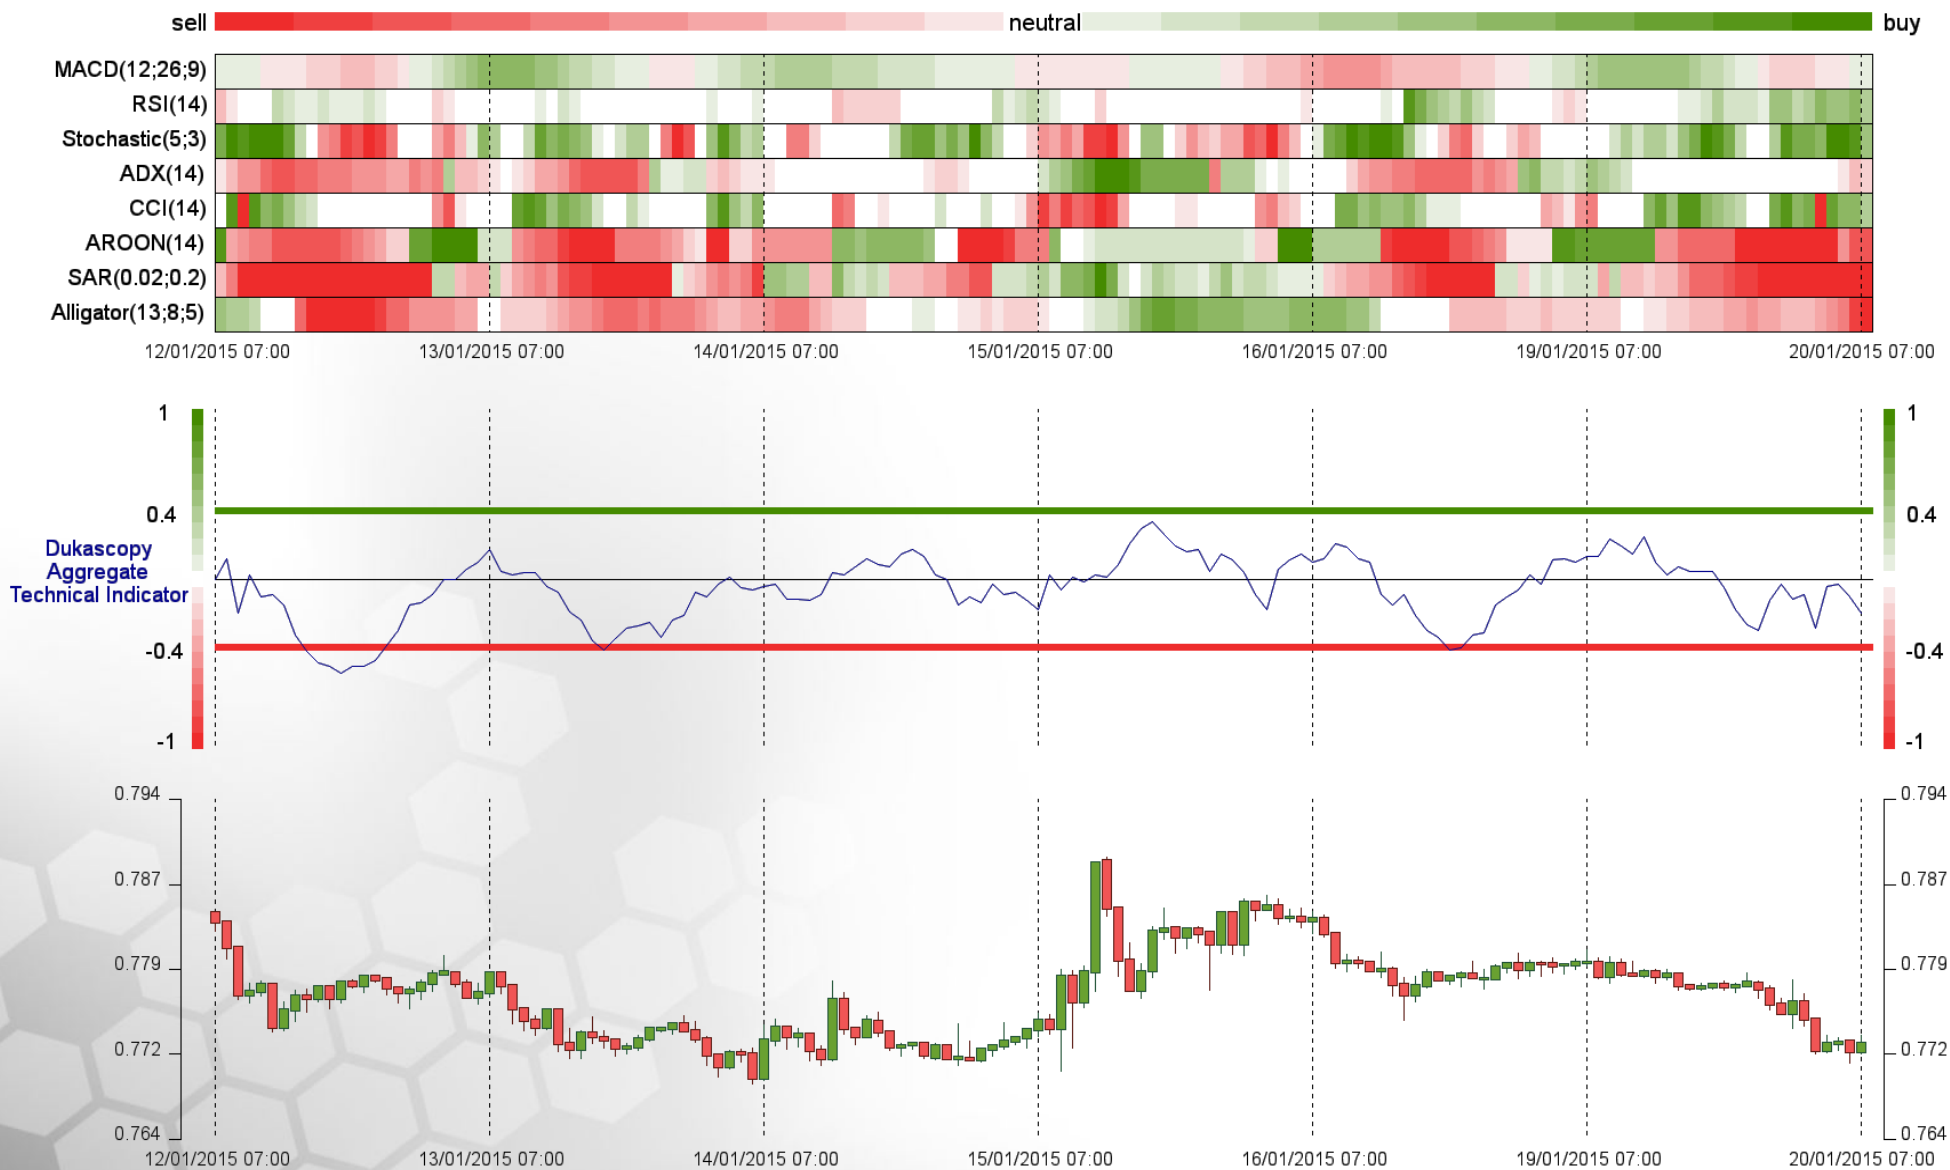 sell neutral buy
MACD(12;26;9)
RSI(14)
Stochastic(5;3)
ADX(14)
CCI(14)
AROON(14)
SAR(0.02;0.2)
Alligator(13;8;5)
12/01/2015 07:00 13/01/2015 07:00 14/01/2015 07:00 15/01/2015 07:00 16/01/2015 07:00 19/01/2015 07:00 20/01/2015 07:00
1 1
0.4 0.4
Dukascopy
Aggregate
Technical Indicator
-0.4 -0.4
-1 -1
0.794 0.794
0.787 0.787
0.779 0.779
0.772 0.772
0.764 0.764
12/01/2015 07:00 13/01/2015 07:00 14/01/2015 07:00 15/01/2015 07:00 16/01/2015 07:00 19/01/2015 07:00 20/01/2015 07:00